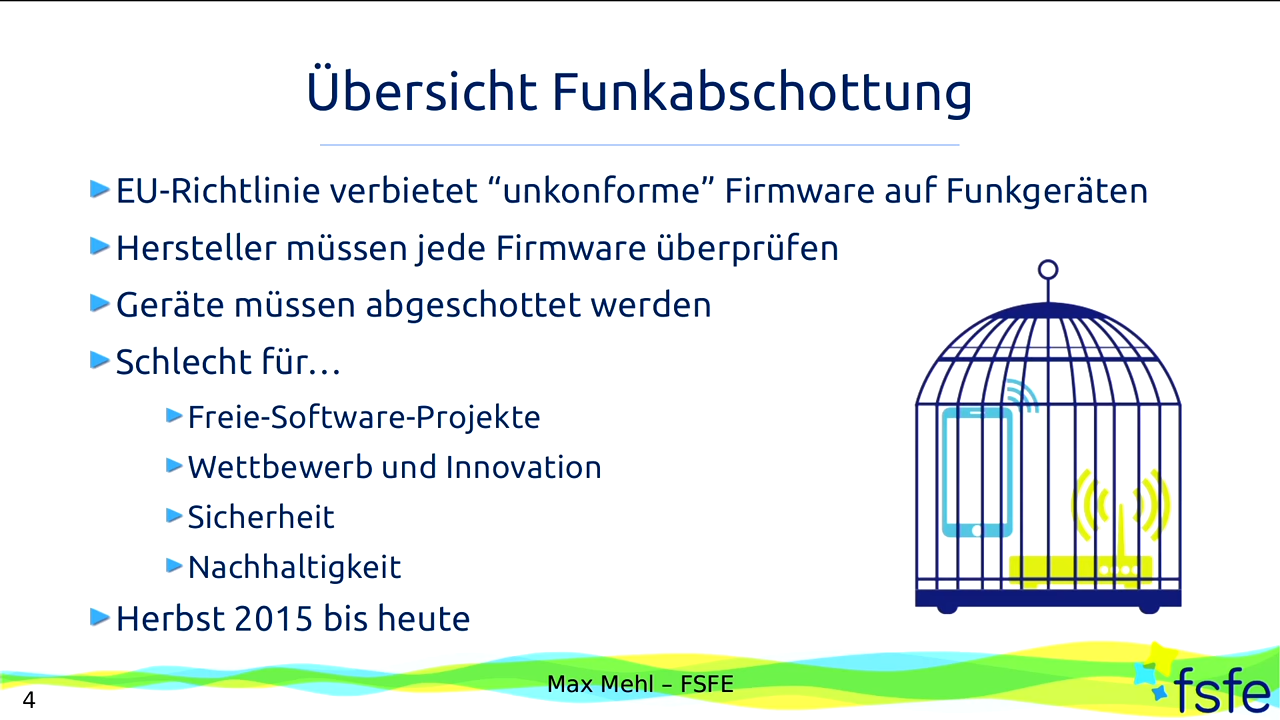 Übersicht Funkabschottung
EU-Richtlinie verbietet “unkonforme” Firmware auf Funkgeräten
Hersteller müssen jede Firmware überprüfen
Geräte müssen abgeschottet werden
Schlecht für…
Freie-Software-Projekte
Wettbewerb und Innovation
Sicherheit
Nachhaltigkeit
Herbst 2015 bis heute
Max Mehl – FSFE
4
fsfe